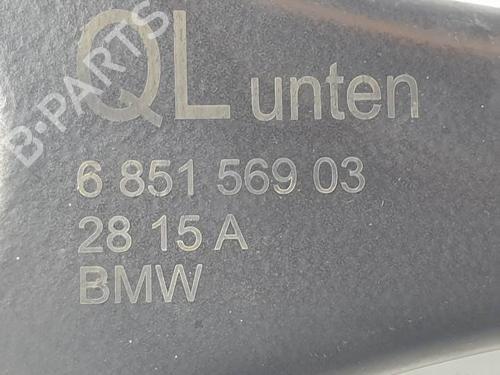 QL unten
6 851 569 03
28 15 A
BMW
B-PARTS